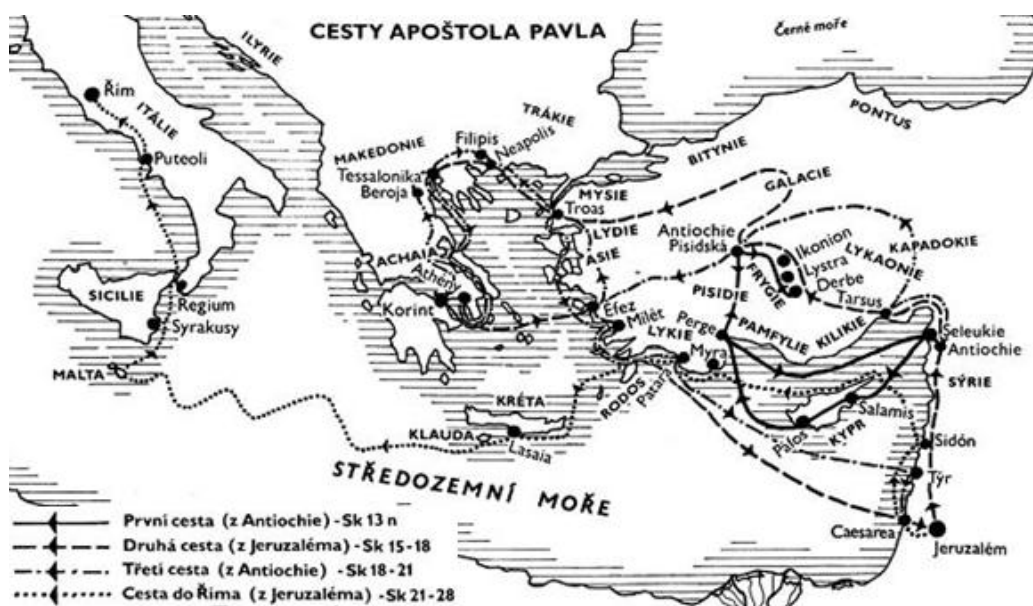 CESTY APOŠTOLA PAVLA
Černé moře
ILYRIE
Řím
ITÁLIE
Puteoli
MAKEDONIE
Filipis
Neapolis
TRÁKIE
Tessalonika
Beroja
BITYNIE
PONTUS
MYSIE
Troas
GALACIE
LYDIE
ASIE
ACHAIA
Athény
Korint
Antiochie
Pisidská
Ikonion
Lystra
Derbe
LYKAONIE
KAPADOKIE
FRYGIE
Tarsus
SICILIE
Regium
Syrakusy
Efez
Milét
PISIDIE
LYKIE
Perge
PAMFYLIE
KILIKIE
Seleukie
Antiochie
MALTA
Myra
Patara
RODOS
SÝRIE
KRÉTA
Salamis
Pafos
KYPR
KLAUDA
Lasaia
Sidón
STŘEDOZEMNÍ MOŘE
Týr
Caesarea
Jeruzalém
První cesta (z Antiochie) - Sk 13 n
Druhá cesta (z Jeruzaléma) - Sk 15-18
Třetí cesta (z Antiochie) - Sk 18-21
Cesta do Říma (z Jeruzaléma) - Sk 21-28